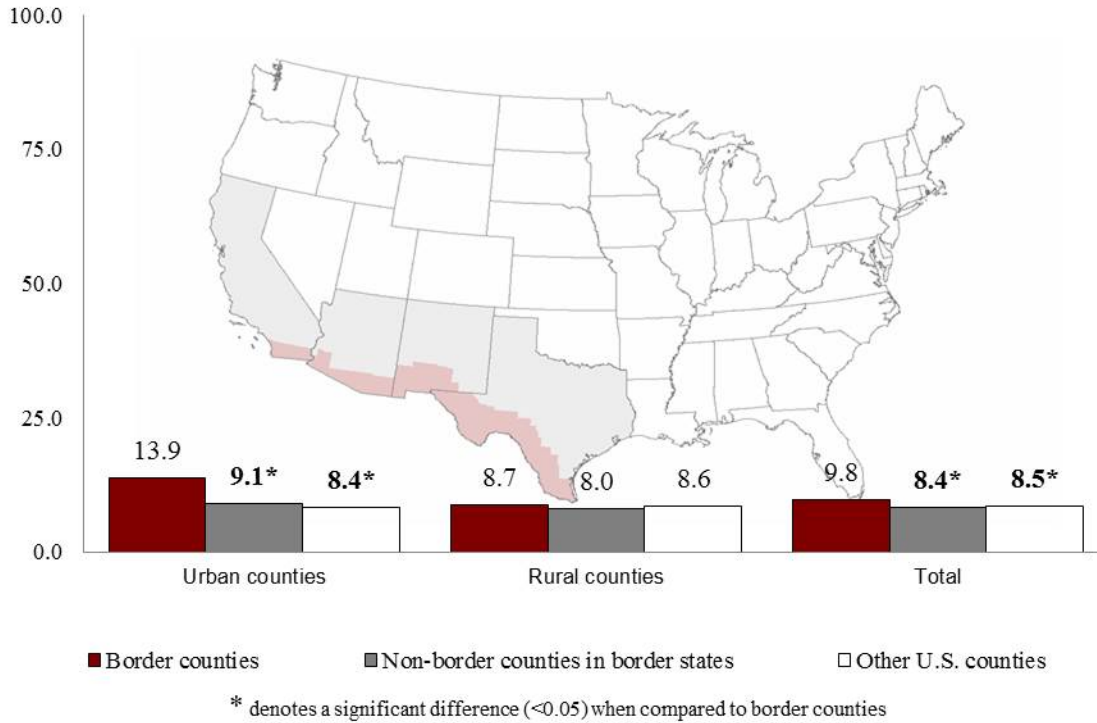 100.0
75.0
50.0
25.0
0.0
13.9
9.1*
8.4*
8.7
8.0
8.6
9.8
8.4*
8.5*
Urban counties
Rural counties
Total
Border counties
Non-border counties in border states
Other U.S. counties
* denotes a significant difference (<0.05) when compared to border counties